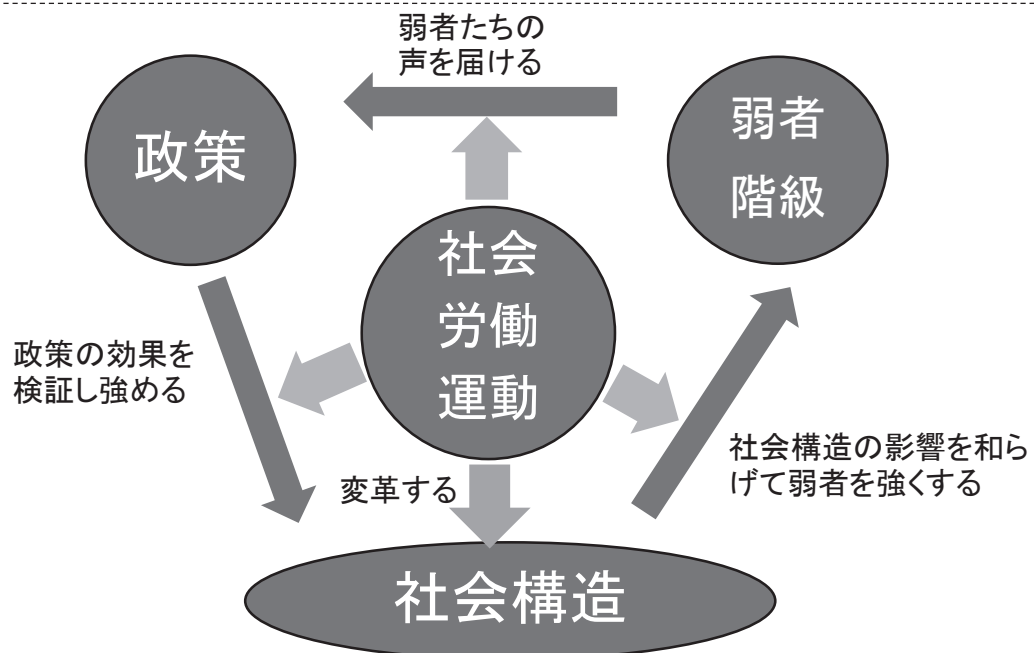 弱者たちの
声を届ける
政策
弱者
階級
社会
労働
運動
政策の効果を
検証し強める
社会構造の影響を和ら
げて弱者を強くする
変革する
社会構造